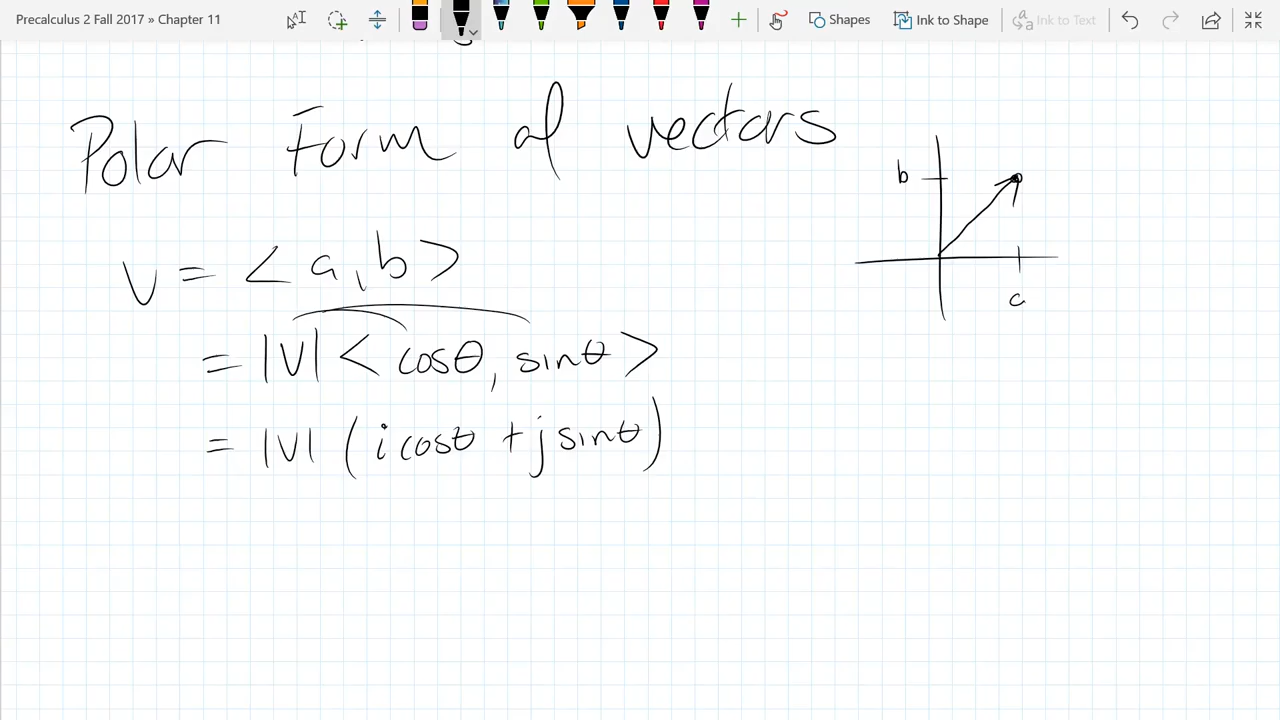 Precalculus 2 Fall 2017 » Chapter 11
Shapes
Ink to Shape
Ink to Text
Polar Form of vectors
b
a
v = <a, b>
= |V| < cosθ, sinθ >
= |V| (i cosθ + j sinθ)